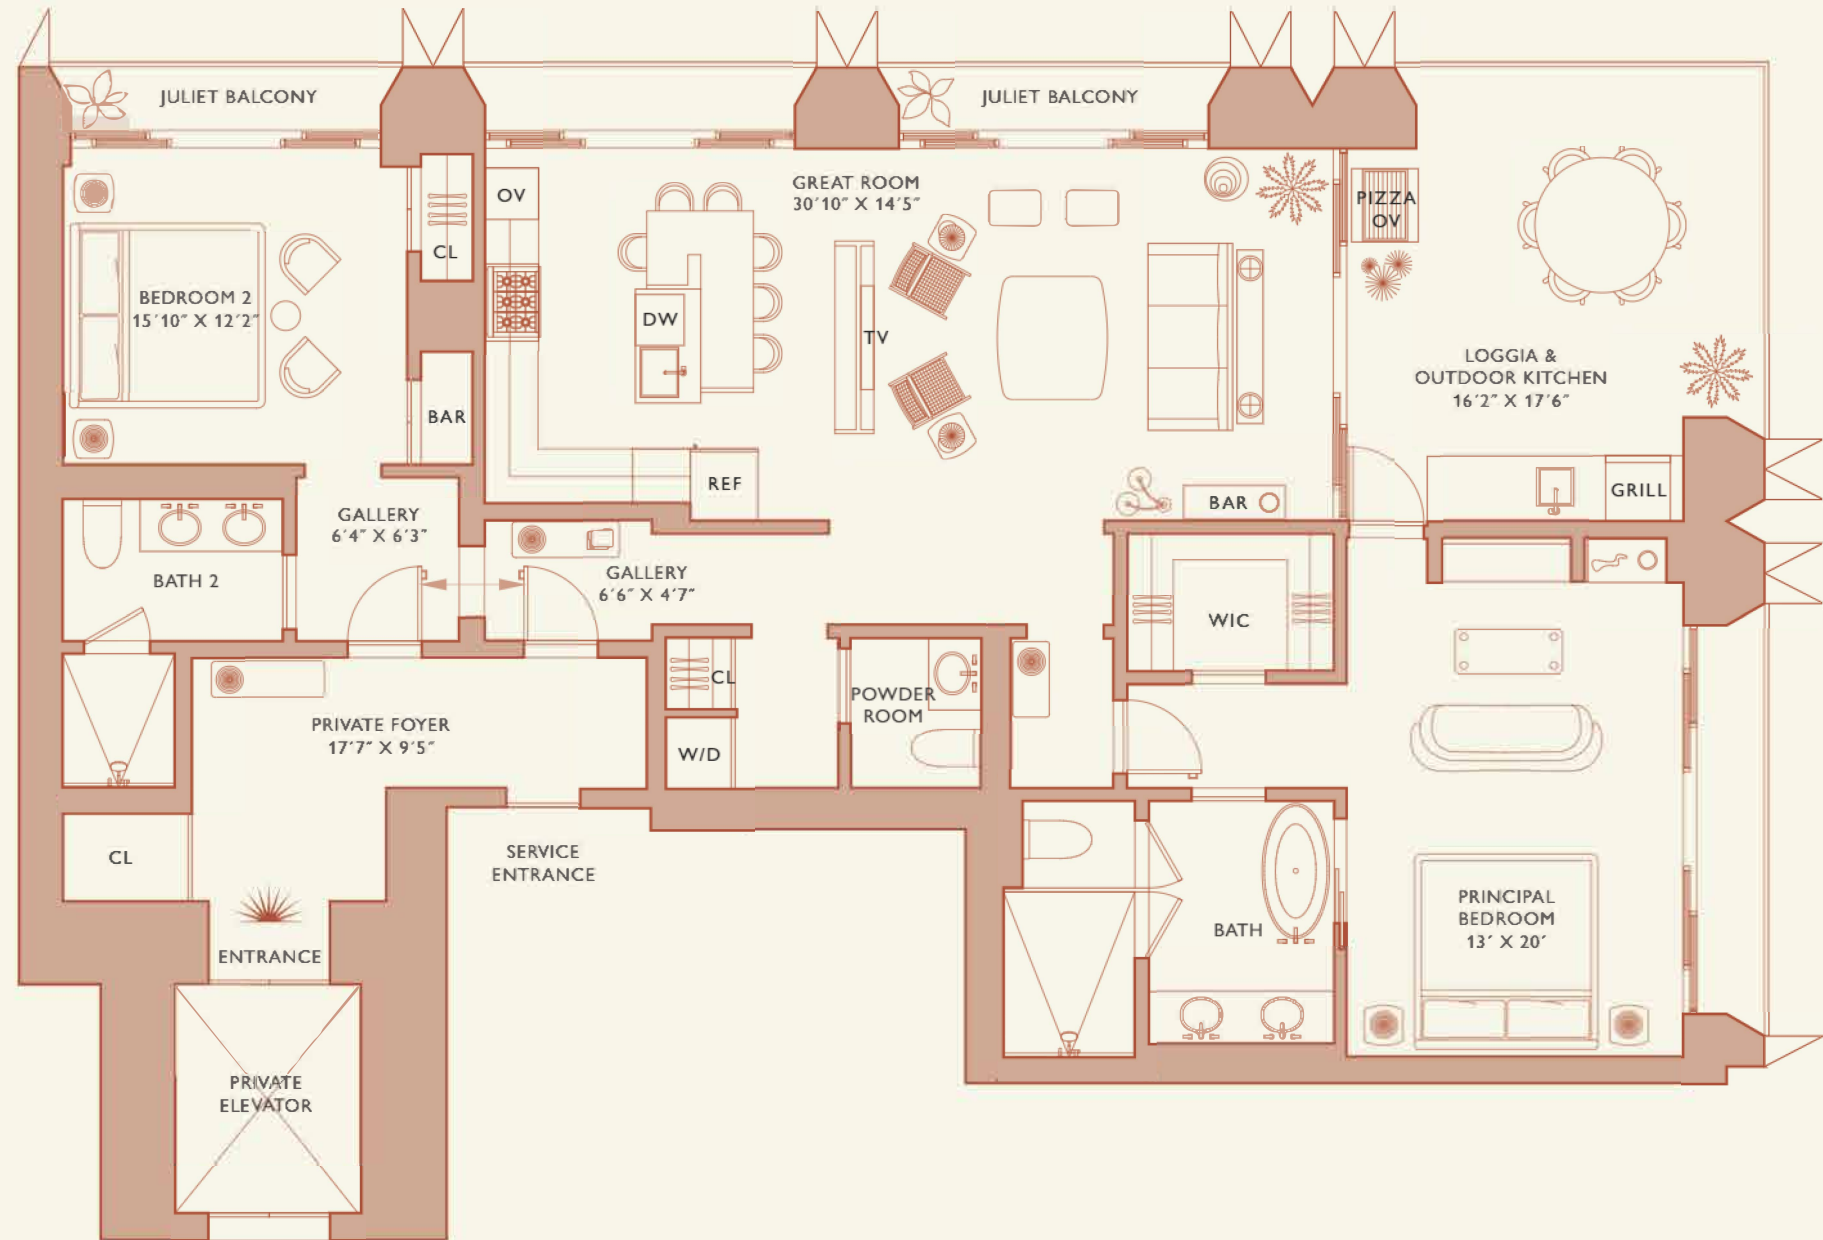 JULIET BALCONY
JULIET BALCONY
GREAT ROOM
30'10" X 14'5"
OV
PIZZA
OV
CL
BEDROOM 2
15'10" X 12'2"
DW
TV
LOGGIA &
OUTDOOR KITCHEN
16'2" X 17'6"
BAR
REF
BAR
GRILL
GALLERY
6'4" X 6'3"
BATH 2
GALLERY
6'6" X 4'7"
WIC
CL
POWDER
ROOM
PRIVATE FOYER
17'7" X 9'5"
W/D
CL
SERVICE
ENTRANCE
PRINCIPAL
BEDROOM
13' X 20'
BATH
ENTRANCE
PRIVATE
ELEVATOR